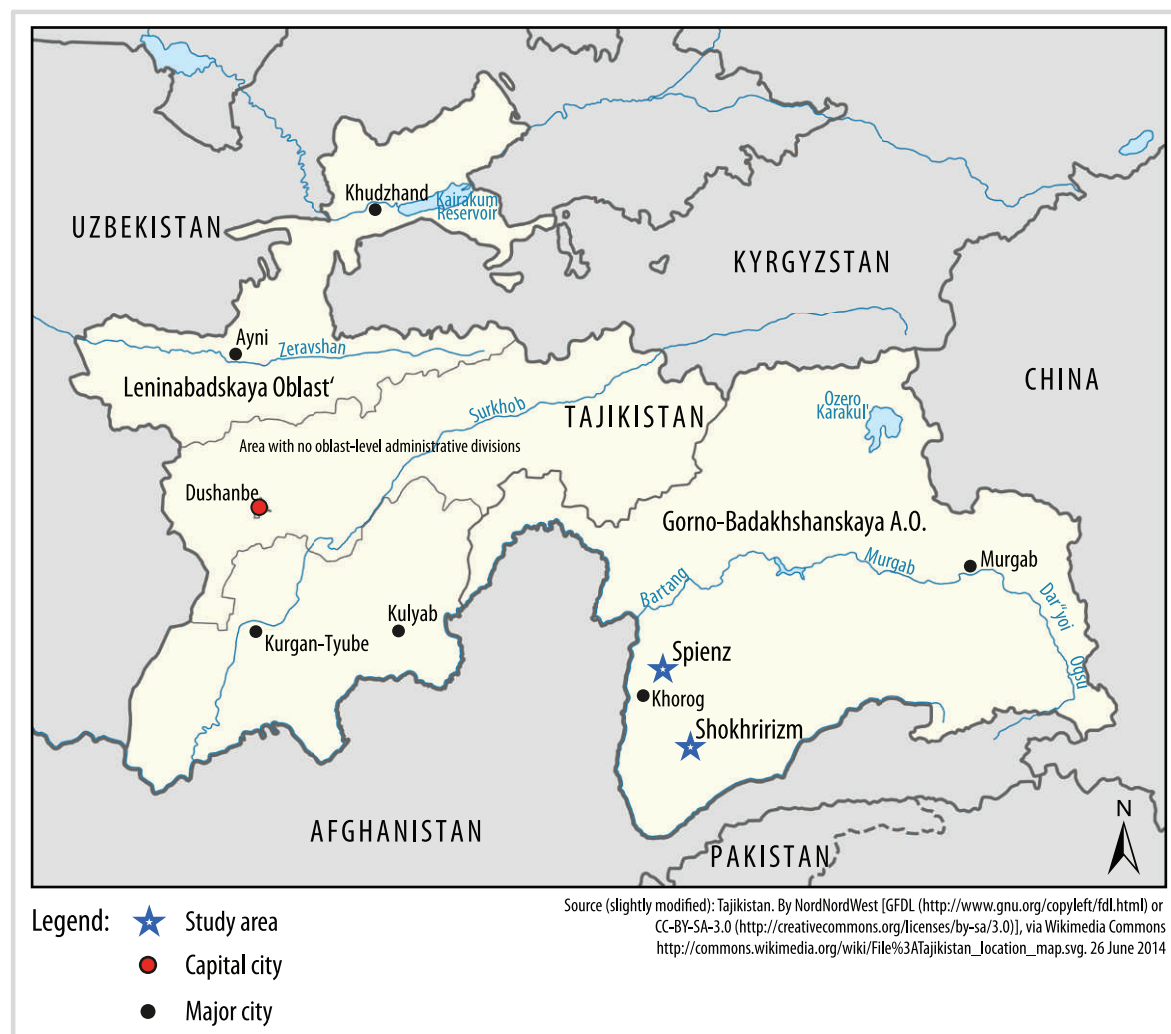 Khudzhand
Kairakum
Reservoir
UZBEKISTAN
KYRGYZSTAN
Ayni
Zeravshan
Leninabadskaya Oblast‘
CHINA
Ozero
Karakul'
Surkhob
TAJIKISTAN
Area with no oblast-level administrative divisions
Dushanbe
Gorno-Badakhshanskaya A.O.
Murgab
Murgab
Bartang
Dar"yoi
Oqsu
Kulyab
Kurgan-Tyube
Spienz
Khorog
Shokhririzm
AFGHANISTAN
PAKISTAN
N
Legend:
Study area
Capital city
Major city
Source (slightly modified): Tajikistan. By NordNordWest [GFDL (http://www.gnu.org/copyleft/fdl.html) or
CC-BY-SA-3.0 (http://creativecommons.org/licenses/by-sa/3.0)], via Wikimedia Commons
http://commons.wikimedia.org/wiki/File%3ATajikistan_location_map.svg. 26 June 2014